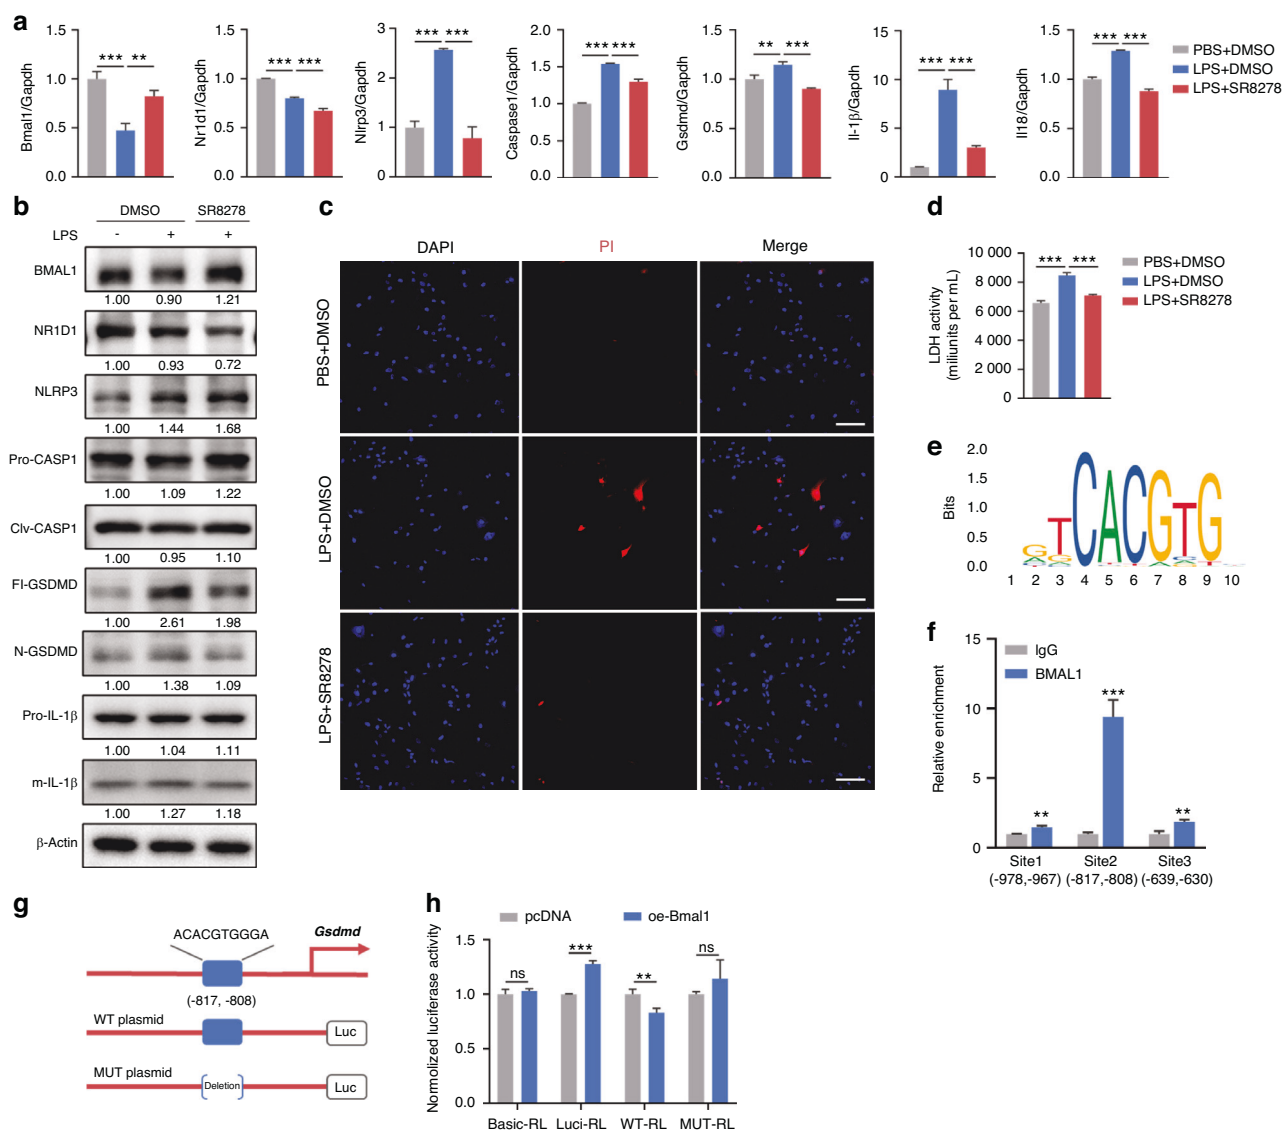 a
1.5
1.0
0.5
0.0
Bmal1/Gapdh
*** **
1.5
1.0
0.5
0.0
Nr1d1/Gapdh
*** ***
3
2
1
0
Nlrp3/Gapdh
*** ***
2.0
1.5
1.0
0.5
0.0
Caspase1/Gapdh
*** ***
1.5
1.0
0.5
0.0
Gsdmd/Gapdh
** ***
15
10
5
0
Il-1β/Gapdh
*** ***
1.5
1.0
0.5
0.0
Il18/Gapdh
*** ***
PBS+DMSO
LPS+DMSO
LPS+SR8278
b
DMSO SR8278
LPS - + +
BMAL1
1.00 0.90 1.21
NR1D1
1.00 0.93 0.72
NLRP3
1.00 1.44 1.68
Pro-CASP1
1.00 1.09 1.22
Clv-CASP1
1.00 0.95 1.10
Fl-GSDMD
1.00 2.61 1.98
N-GSDMD
1.00 1.38 1.09
Pro-IL-1β
1.00 1.04 1.11
m-IL-1β
1.00 1.27 1.18
β-Actin
c
DAPI PI Merge
PBS+DMSO
LPS+DMSO
LPS+SR8278
d
10 000
8 000
6 000
4 000
2 000
0
LDH activity
(miliunits per mL)
*** ***
PBS+DMSO
LPS+DMSO
LPS+SR8278
e
2.0
1.5
1.0
0.5
0.0
Bits
GTCACGTG
1 2 3 4 5 6 7 8 9 10
f
15
10
5
0
Relative enrichment
IgG
BMAL1
** *** **
Site1 Site2 Site3
(-978,-967) (-817,-808) (-639,-630)
g
ACACGTGGGA Gsdmd
(-817, -808)
WT plasmid
Luc
MUT plasmid
Deletion Luc
h
pcDNA oe-Bmal1
1.5
1.0
0.5
0.0
Normolized luciferase activity
ns *** ** ns
Basic-RL Luci-RL WT-RL MUT-RL